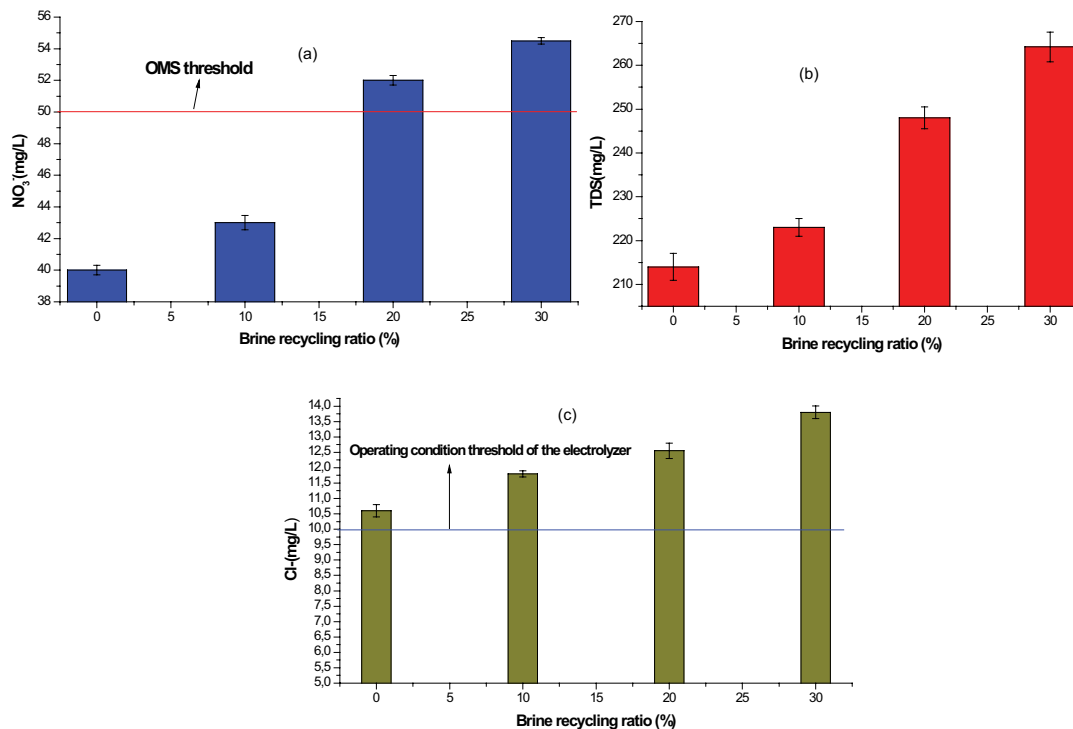 (a)
OMS threshold
NO3-(mg/L)
56
54
52
50
48
46
44
42
40
38
0 5 10 15 20 25 30
Brine recycling ratio (%)
(b)
TDS(mg/L)
270
260
250
240
230
220
210
0 5 10 15 20 25 30
Brine recycling ratio (%)
(c)
Operating condition threshold of the electrolyzer
Cl-(mg/L)
14,0
13,5
13,0
12,5
12,0
11,5
11,0
10,5
10,0
9,5
9,0
8,5
8,0
7,5
7,0
6,5
6,0
5,5
5,0
0 5 10 15 20 25 30
Brine recycling ratio (%)